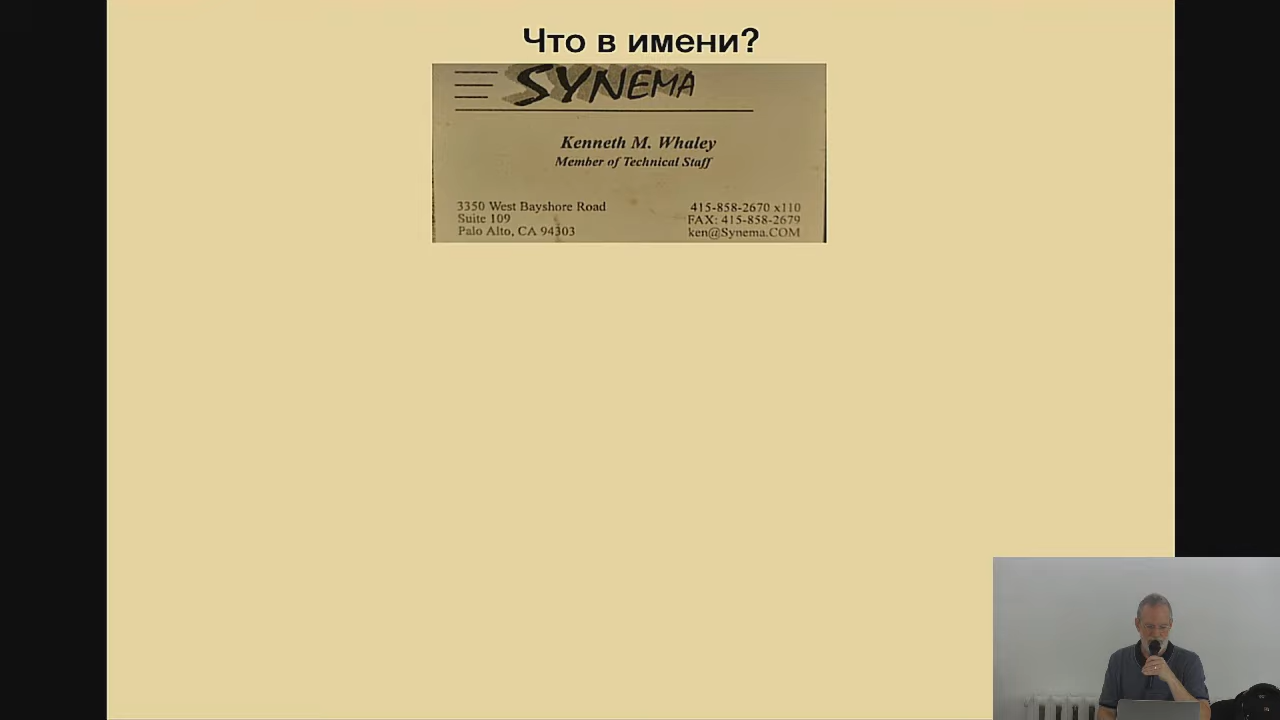 Что в имени?
SYNEMA
Kenneth M. Whaley
Member of Technical Staff
3350 West Bayshore Road
Suite 109
Palo Alto, CA 94303
415-858-2670 x110
FAX: 415-858-2679
ken@Synema.COM